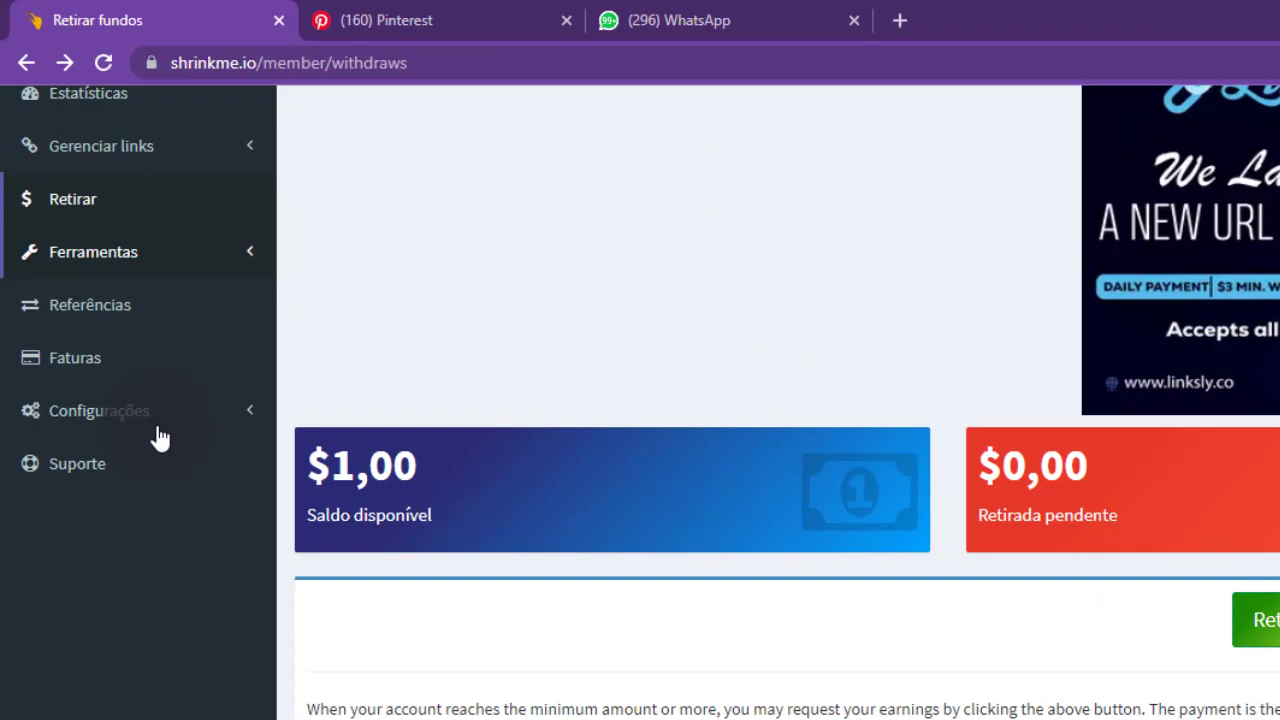 Retirar fundos
(160) Pinterest
99+
(296) WhatsApp
shrinkme.io/member/withdraws
Estatísticas
Gerenciar links
Retirar
Ferramentas
Referências
Faturas
Configurações
Suporte
We La
A NEW URL
DAILY PAYMENT $3 MIN. W
Accepts all
www.linksly.co
$1,00
Saldo disponível
1
$0,00
Retirada pendente
Ret
When your account reaches the minimum amount or more, you may request your earnings by clicking the above button. The payment is the